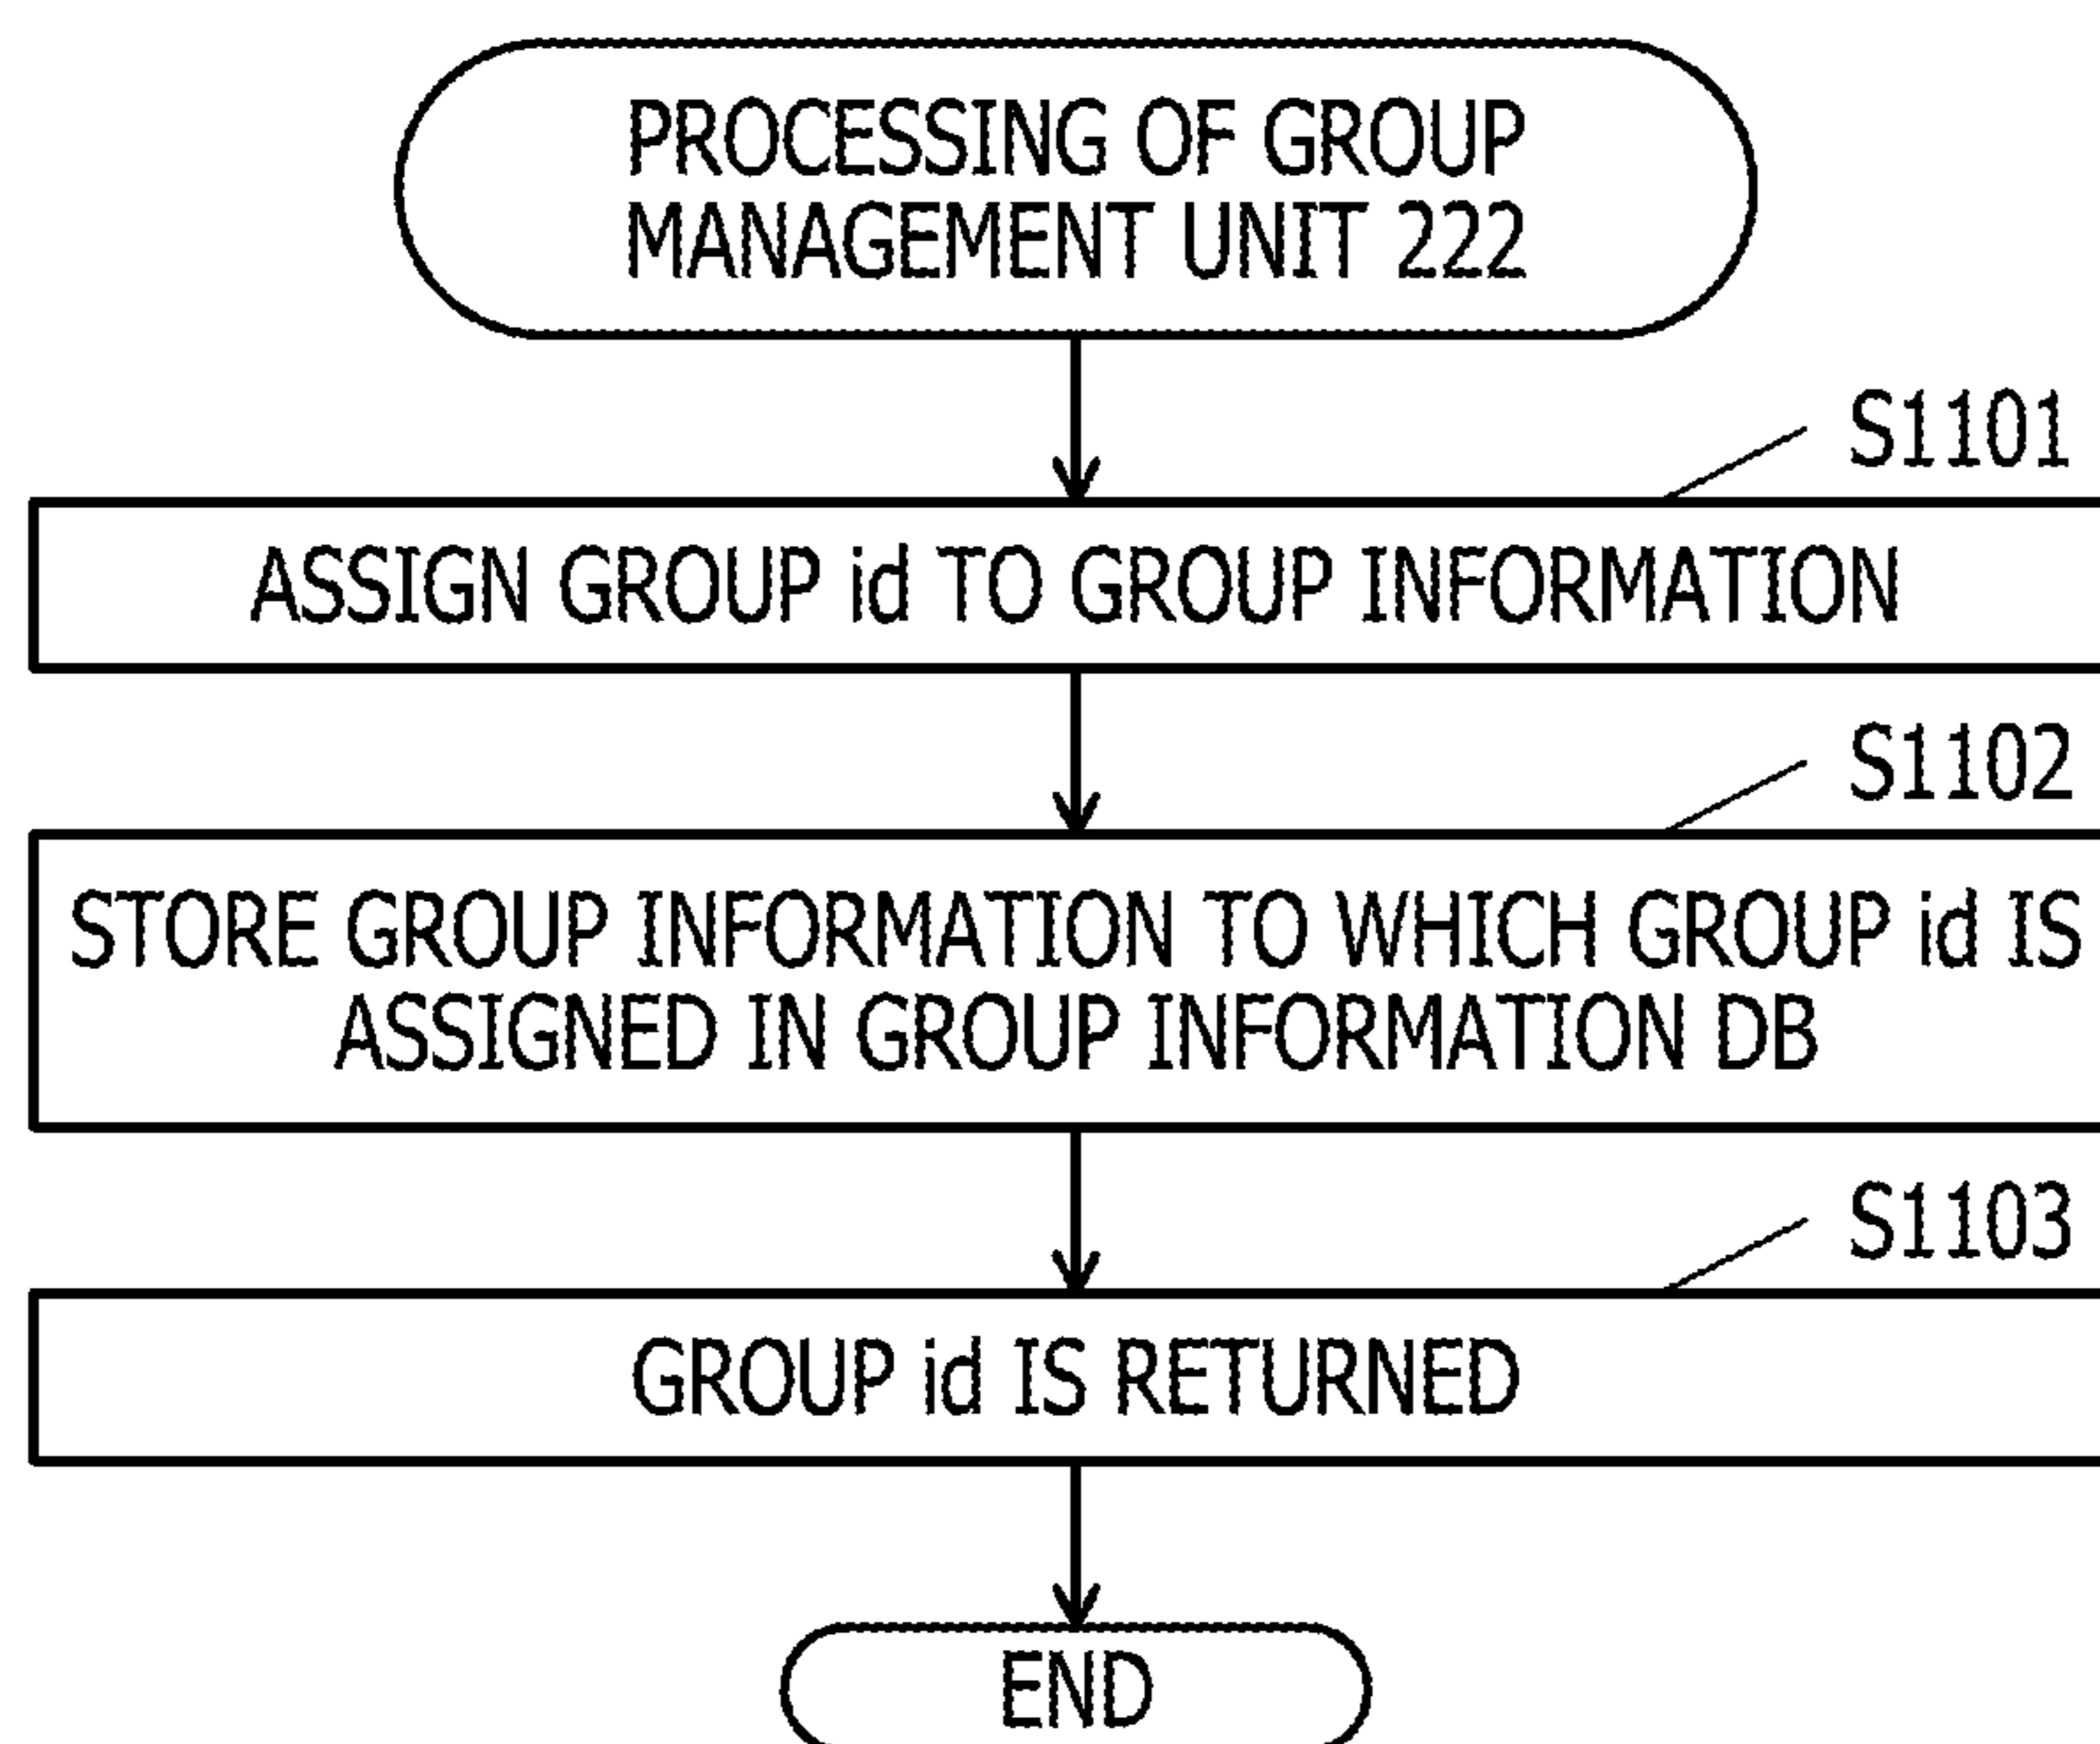 PROCESSING OF GROUP
MANAGEMENT UNIT 222
S1101
ASSIGN GROUP id TO GROUP INFORMATION
S1102
STORE GROUP INFORMATION TO WHICH GROUP id IS
ASSIGNED IN GROUP INFORMATION DB
S1103
GROUP id IS RETURNED
END